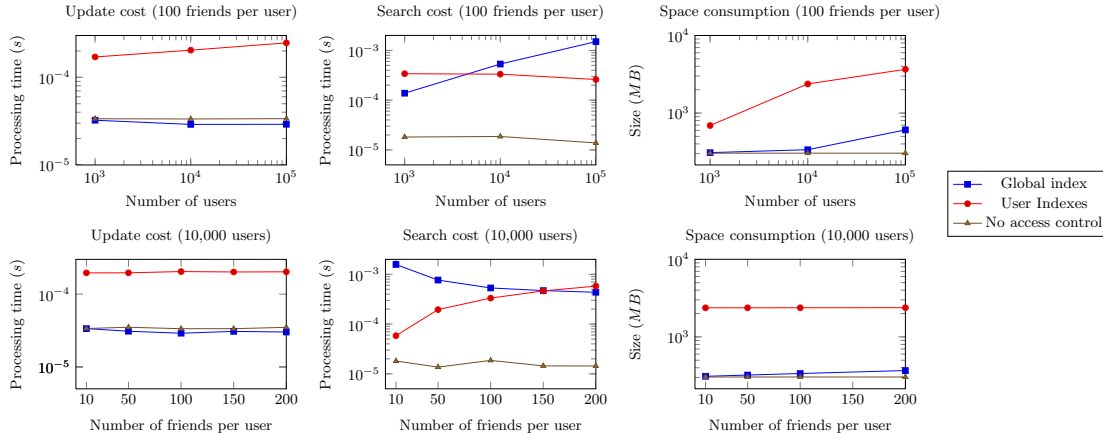 Update cost (100 friends per user)
Processing time (s)
10^-4
10^-5
10^3
10^4
10^5
Number of users
Search cost (100 friends per user)
Processing time (s)
10^-3
10^-4
10^-5
10^3
10^4
10^5
Number of users
Space consumption (100 friends per user)
Size (MB)
10^4
10^3
10^3
10^4
10^5
Number of users
Global index
User Indexes
No access control
Update cost (10,000 users)
Processing time (s)
10^-4
10^-5
10 50 100 150 200
Number of friends per user
Search cost (10,000 users)
Processing time (s)
10^-3
10^-4
10^-5
10 50 100 150 200
Number of friends per user
Space consumption (10,000 users)
Size (MB)
10^4
10^3
10 50 100 150 200
Number of friends per user